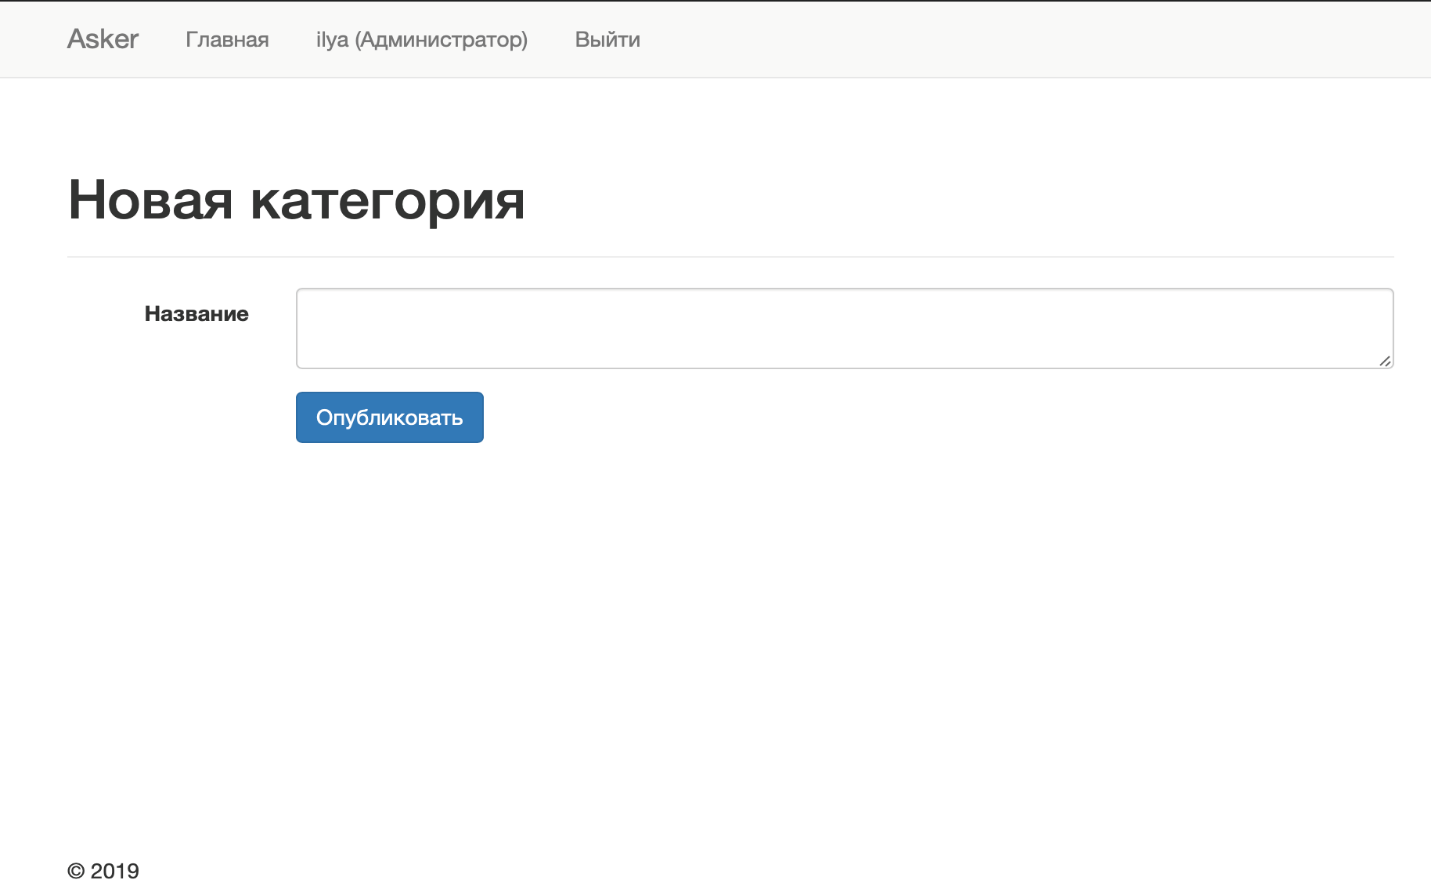 Asker Главная ilya (Администратор) Выйти
Новая категория
Название
Опубликовать
© 2019